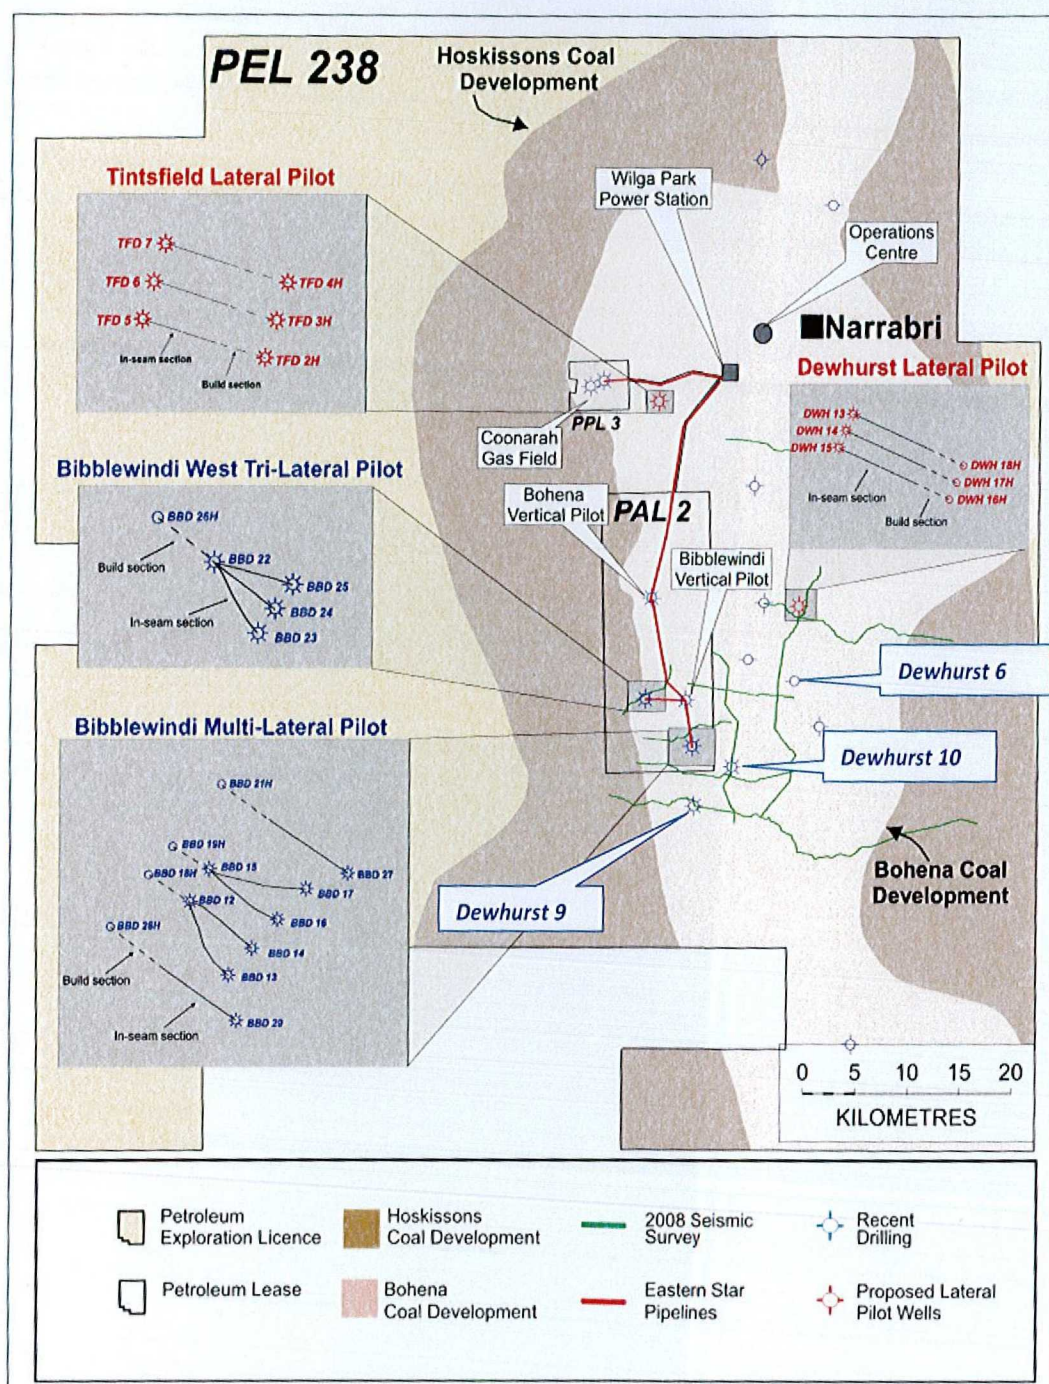 PEL 238
Hoskissons Coal
Development
Tintsfield Lateral Pilot
TFD 7
TFD 6
TFD 4H
TFD 5
TFD 3H
TFD 2H
In-seam section
Build section
Wilga Park
Power Station
Operations
Centre
Narrabri
PPL 3
Coonarah
Gas Field
Dewhurst Lateral Pilot
DWH 13
DWH 14
DWH 15
DWH 18H
DWH 17H
DWH 16H
In-seam section
Build section
Bibblewindi West Tri-Lateral Pilot
BBD 26H
BBD 22
Build section
BBD 25
BBD 24
In-seam section
BBD 23
Bohena
Vertical Pilot
PAL 2
Bibblewindi
Vertical Pilot
Dewhurst 6
Dewhurst 10
Dewhurst 9
Bohena Coal
Development
Bibblewindi Multi-Lateral Pilot
BBD 21H
BBD 19H
BBD 18H
BBD 15
BBD 27
BBD 12
BBD 17
BBD 16
BBD 28H
BBD 14
BBD 13
Build section
BBD 29
In-seam section
0 5 10 15 20
KILOMETRES
Petroleum
Exploration Licence
Hoskissons
Coal Development
2008 Seismic
Survey
Recent
Drilling
Petroleum Lease
Bohena
Coal Development
Eastern Star
Pipelines
Proposed Lateral
Pilot Wells